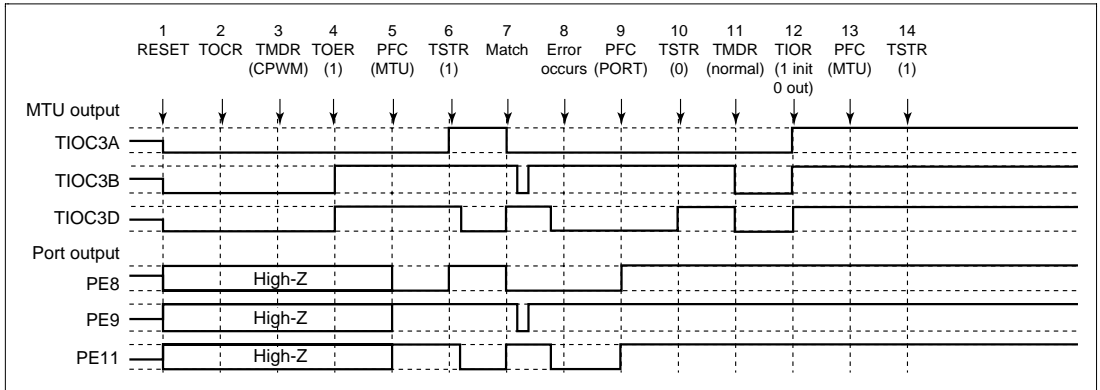 1 2 3 4 5 6 7 8 9 10 11 12 13 14
RESET TOCR TMDR TOER PFC TSTR Match Error PFC TSTR TMDR TIOR PFC TSTR
(CPWM) (1) (MTU) (1) occurs (PORT) (0) (normal) (1 init (MTU) (1)
0 out)
MTU output
TIOC3A
TIOC3B
TIOC3D
Port output
PE8 High-Z
PE9 High-Z
PE11 High-Z